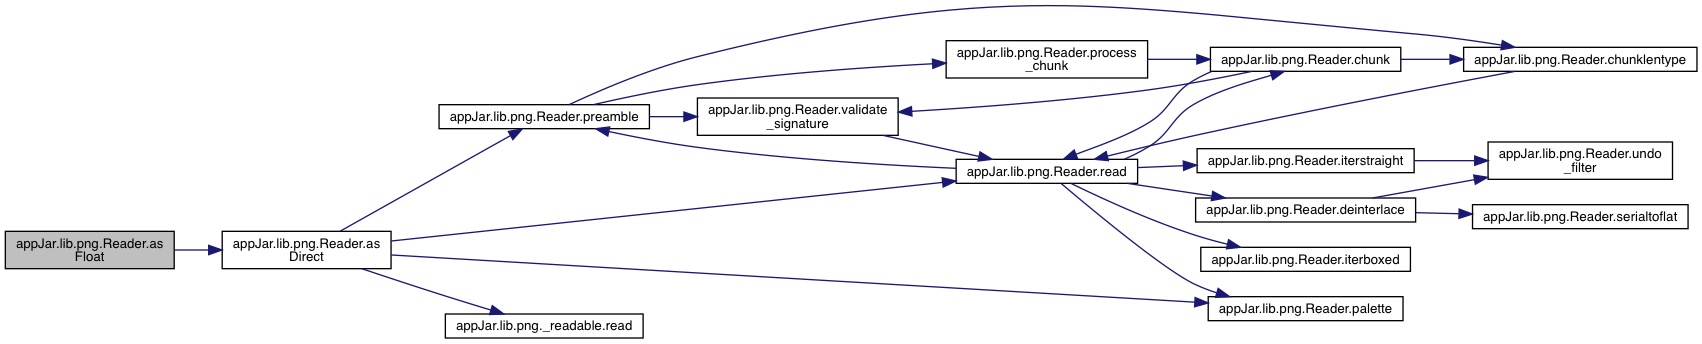 appJar.lib.png.Reader.as
Float
appJar.lib.png.Reader.as
Direct
appJar.lib.png.Reader.preamble
appJar.lib.png._readable.read
appJar.lib.png.Reader.validate
_signature
appJar.lib.png.Reader.process
_chunk
appJar.lib.png.Reader.read
appJar.lib.png.Reader.chunk
appJar.lib.png.Reader.iterstraight
appJar.lib.png.Reader.deinterlace
appJar.lib.png.Reader.iterboxed
appJar.lib.png.Reader.palette
appJar.lib.png.Reader.chunklentype
appJar.lib.png.Reader.undo
_filter
appJar.lib.png.Reader.serialtoflat